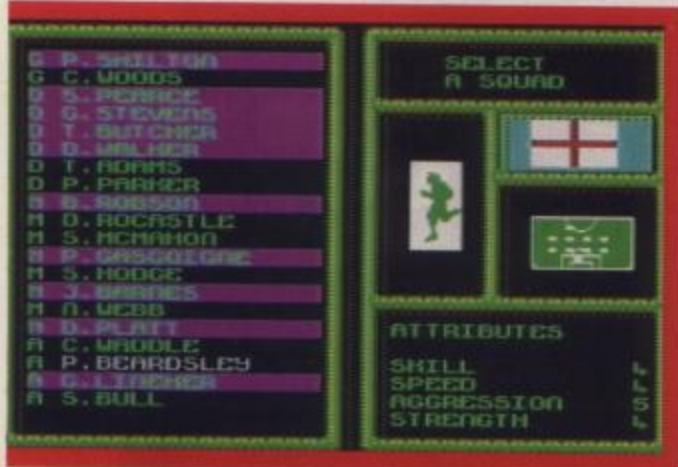 G P.SHILTON
G C.WOODS
D S.PEARCE
D G.STEVENS
D T.BUTCHER
D D.WALKER
D T.ADAMS
D P.PARKER
M B.ROBSON
M D.ROCASTLE
M S.MCMAHON
M P.GASGOIGNE
M S.HODGE
M J.BARNES
M N.WEBB
M D.PLATT
A C.WADDLE
A P.BEARDSLEY
A G.LINEKER
A S.BULL
SELECT
A SQUAD
ATTRIBUTES
SKILL
SPEED
AGGRESSION 5
STRENGTH